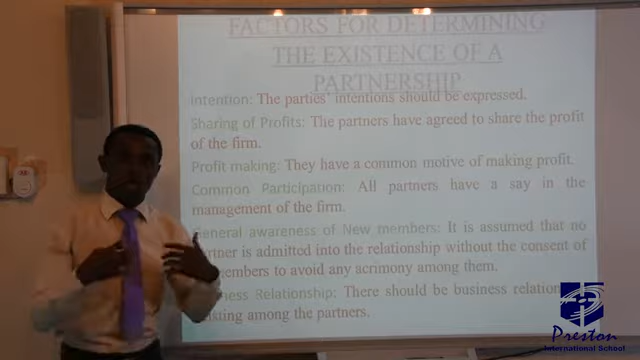 FACTORS FOR DETERMINING
THE EXISTENCE OF A
PARTNERSHIP
Intention: The parties' intentions should be expressed.
Sharing of Profits: The partners have agreed to share the profit
of the firm.
Profit making: They have a common motive of making profit.
Common Participation: All partners have a say in the
management of the firm.
General awareness of New members: It is assumed that no
partner is admitted into the relationship without the consent of
members to avoid any acrimony among them.
Relationship: There should be business relation
among the partners.
Preston
International School